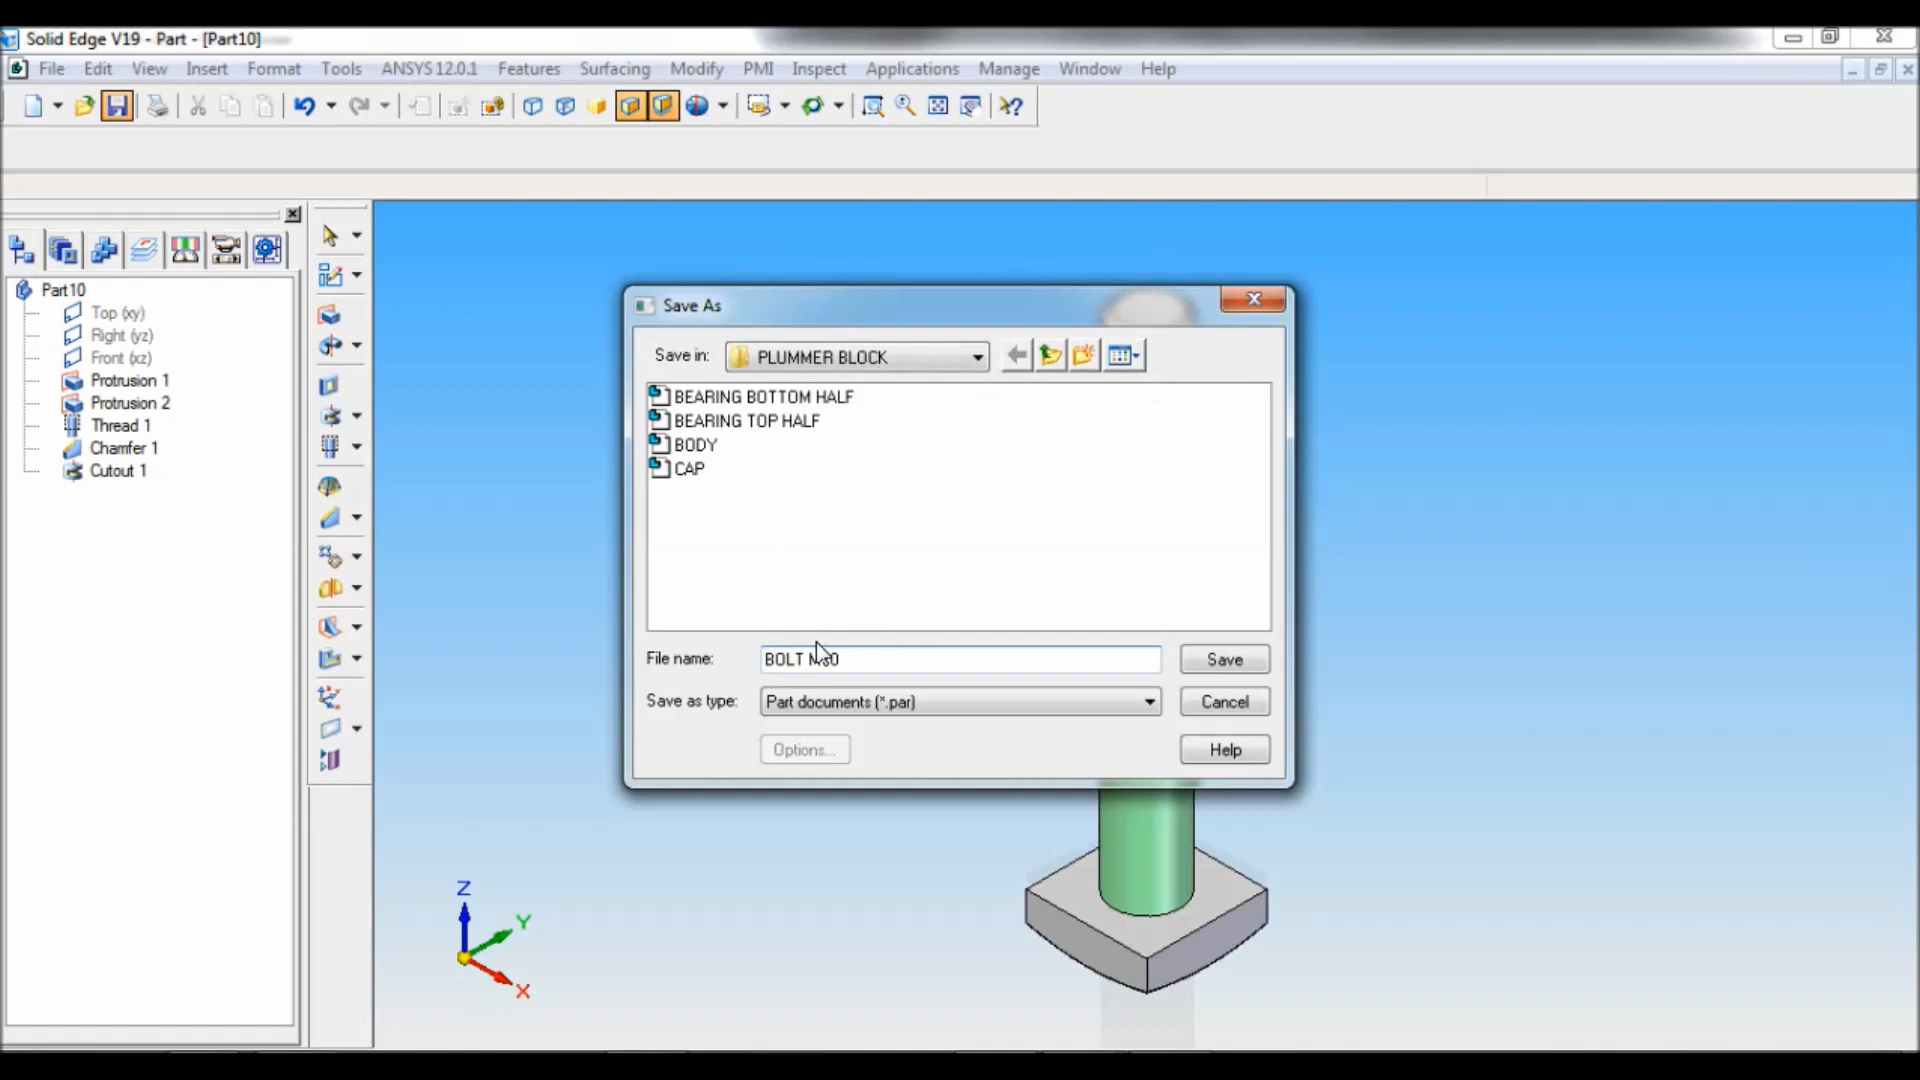 Solid Edge V19 - Part - [Part10]
File Edit View Insert Format Tools ANSYS 12.0.1 Features Surfacing Modify PMI Inspect Applications Manage Window Help
Part10
Top (xy)
Right (yz)
Front (xz)
Protrusion 1
Protrusion 2
Thread 1
Chamfer 1
Cutout 1
Save As
Save in: PLUMMER BLOCK
BEARING BOTTOM HALF
BEARING TOP HALF
BODY
CAP
File name: BOLT
Save
Save as type: Part documents (*.par)
Cancel
Options...
Help
Z
Y
X